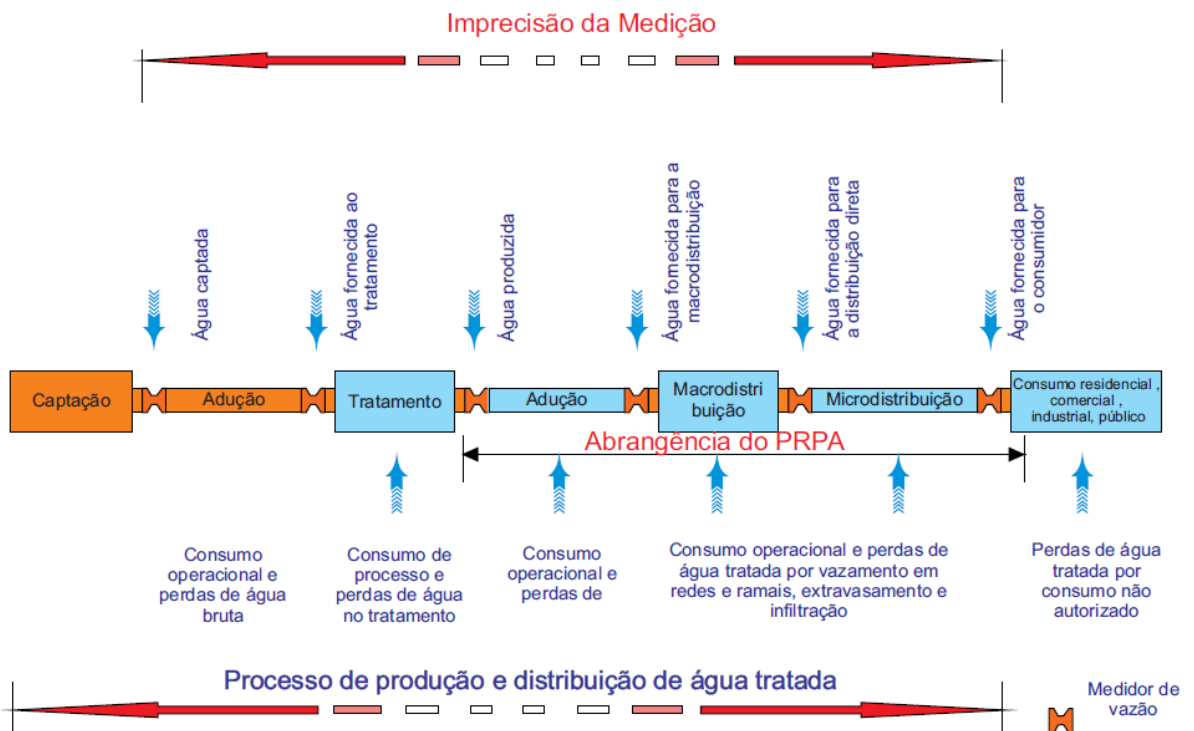 Imprecisão da Medição
Água captada
Água fornecida ao
tratamento
Água produzida
Água fornecida para a
macrodistribuição
Água fornecida para
a distribuição direta
Água fornecida para
o consumidor
Captação
Adução
Tratamento
Adução
Macrodistri
buição
Microdistribuição
Consumo residencial ,
comercial ,
industrial, público
Abrangência do PRPA
Consumo
operacional e
perdas de água
bruta
Consumo de
processo e
perdas de água
no tratamento
Consumo
operacional e
perdas de
Consumo operacional e perdas de
água tratada por vazamento em
redes e ramais, extravasamento e
infiltração
Perdas de água
tratada por
consumo não
autorizado
Processo de produção e distribuição de água tratada
Medidor de
vazão